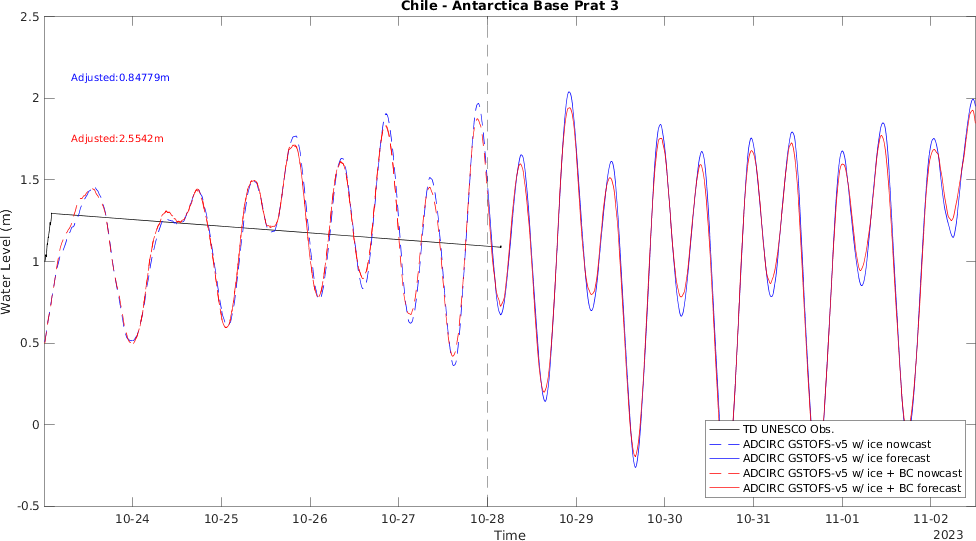 Chile - Antarctica Base Prat 3
2.5
2
1.5
1
0.5
0
-0.5
Water Level (m)
Adjusted:0.84779m
Adjusted:2.5542m
TD UNESCO Obs.
ADCIRC GSTOFS-v5 w/ ice nowcast
ADCIRC GSTOFS-v5 w/ ice forecast
ADCIRC GSTOFS-v5 w/ ice + BC nowcast
ADCIRC GSTOFS-v5 w/ ice + BC forecast
10-24 10-25 10-26 10-27 10-28 10-29 10-30 10-31 11-01 11-02
Time
2023